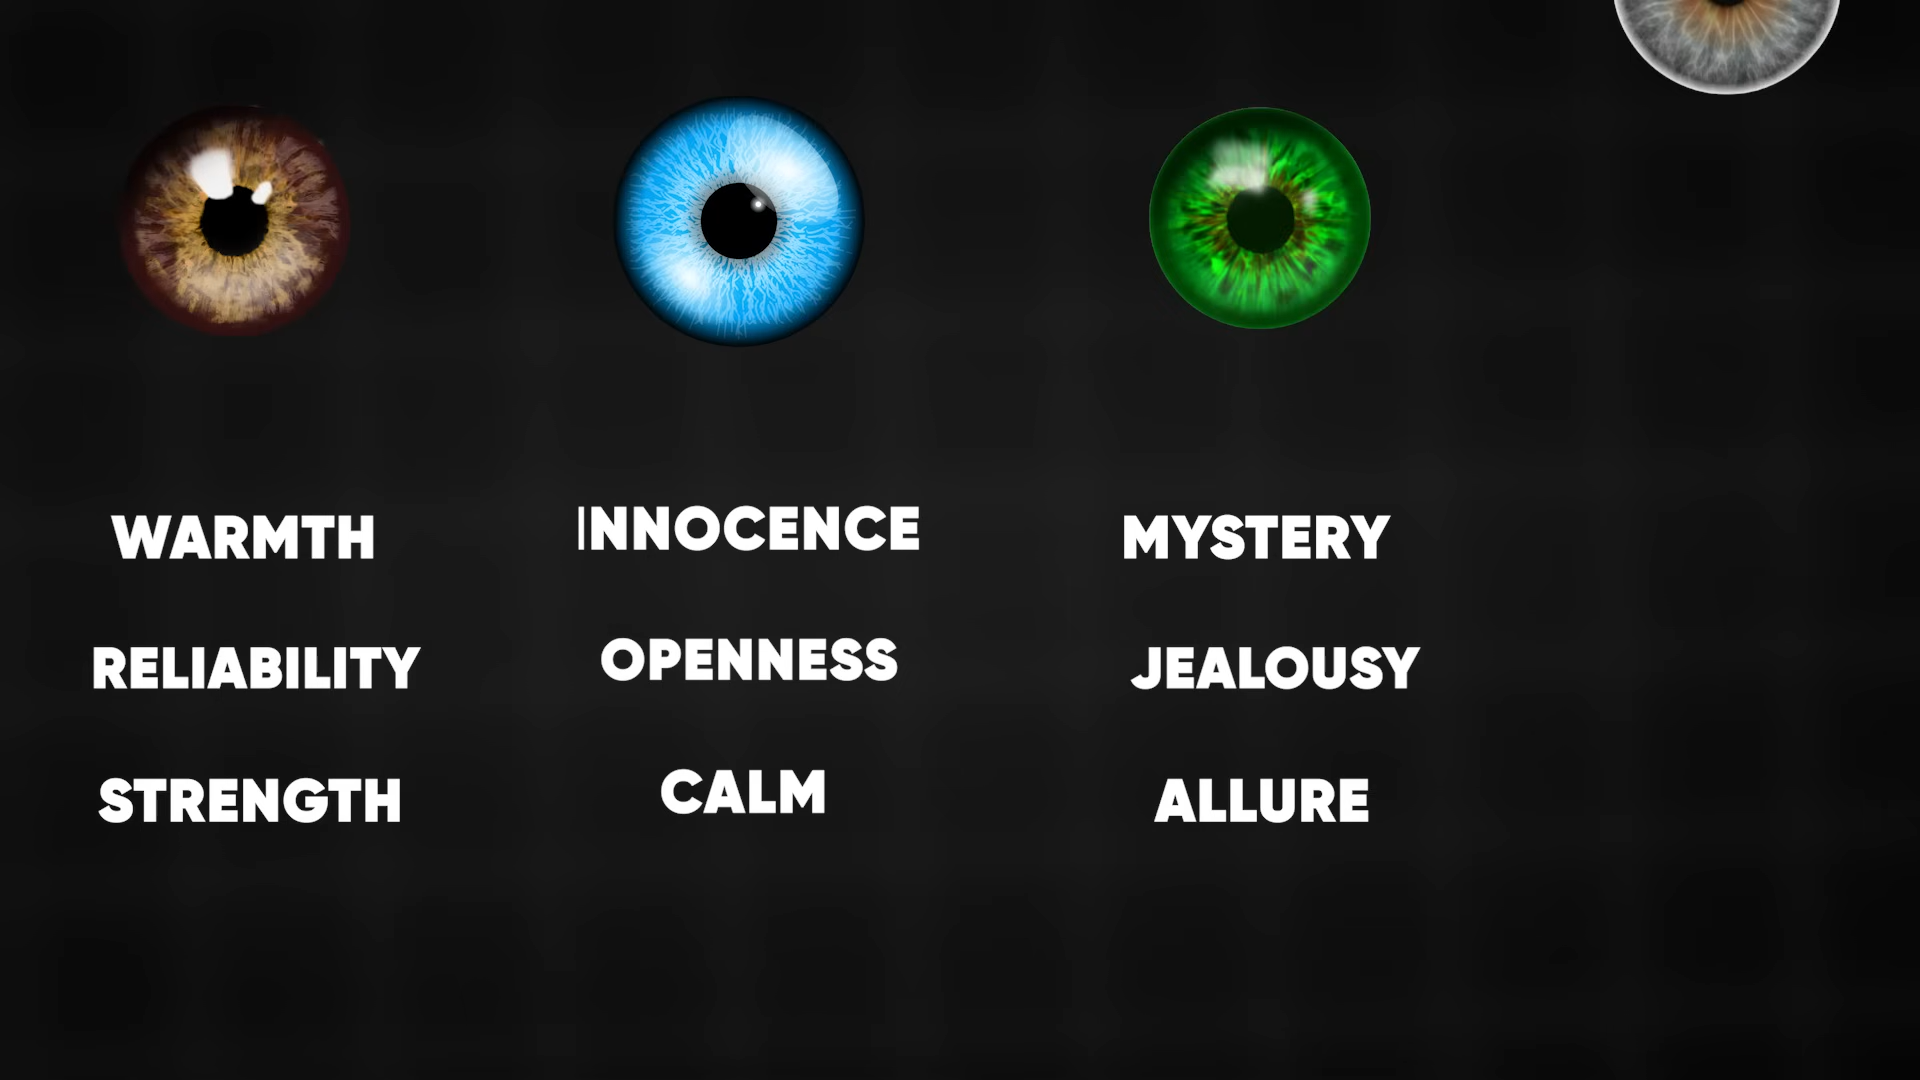 WARMTH
RELIABILITY
STRENGTH
INNOCENCE
OPENNESS
CALM
MYSTERY
JEALOUSY
ALLURE